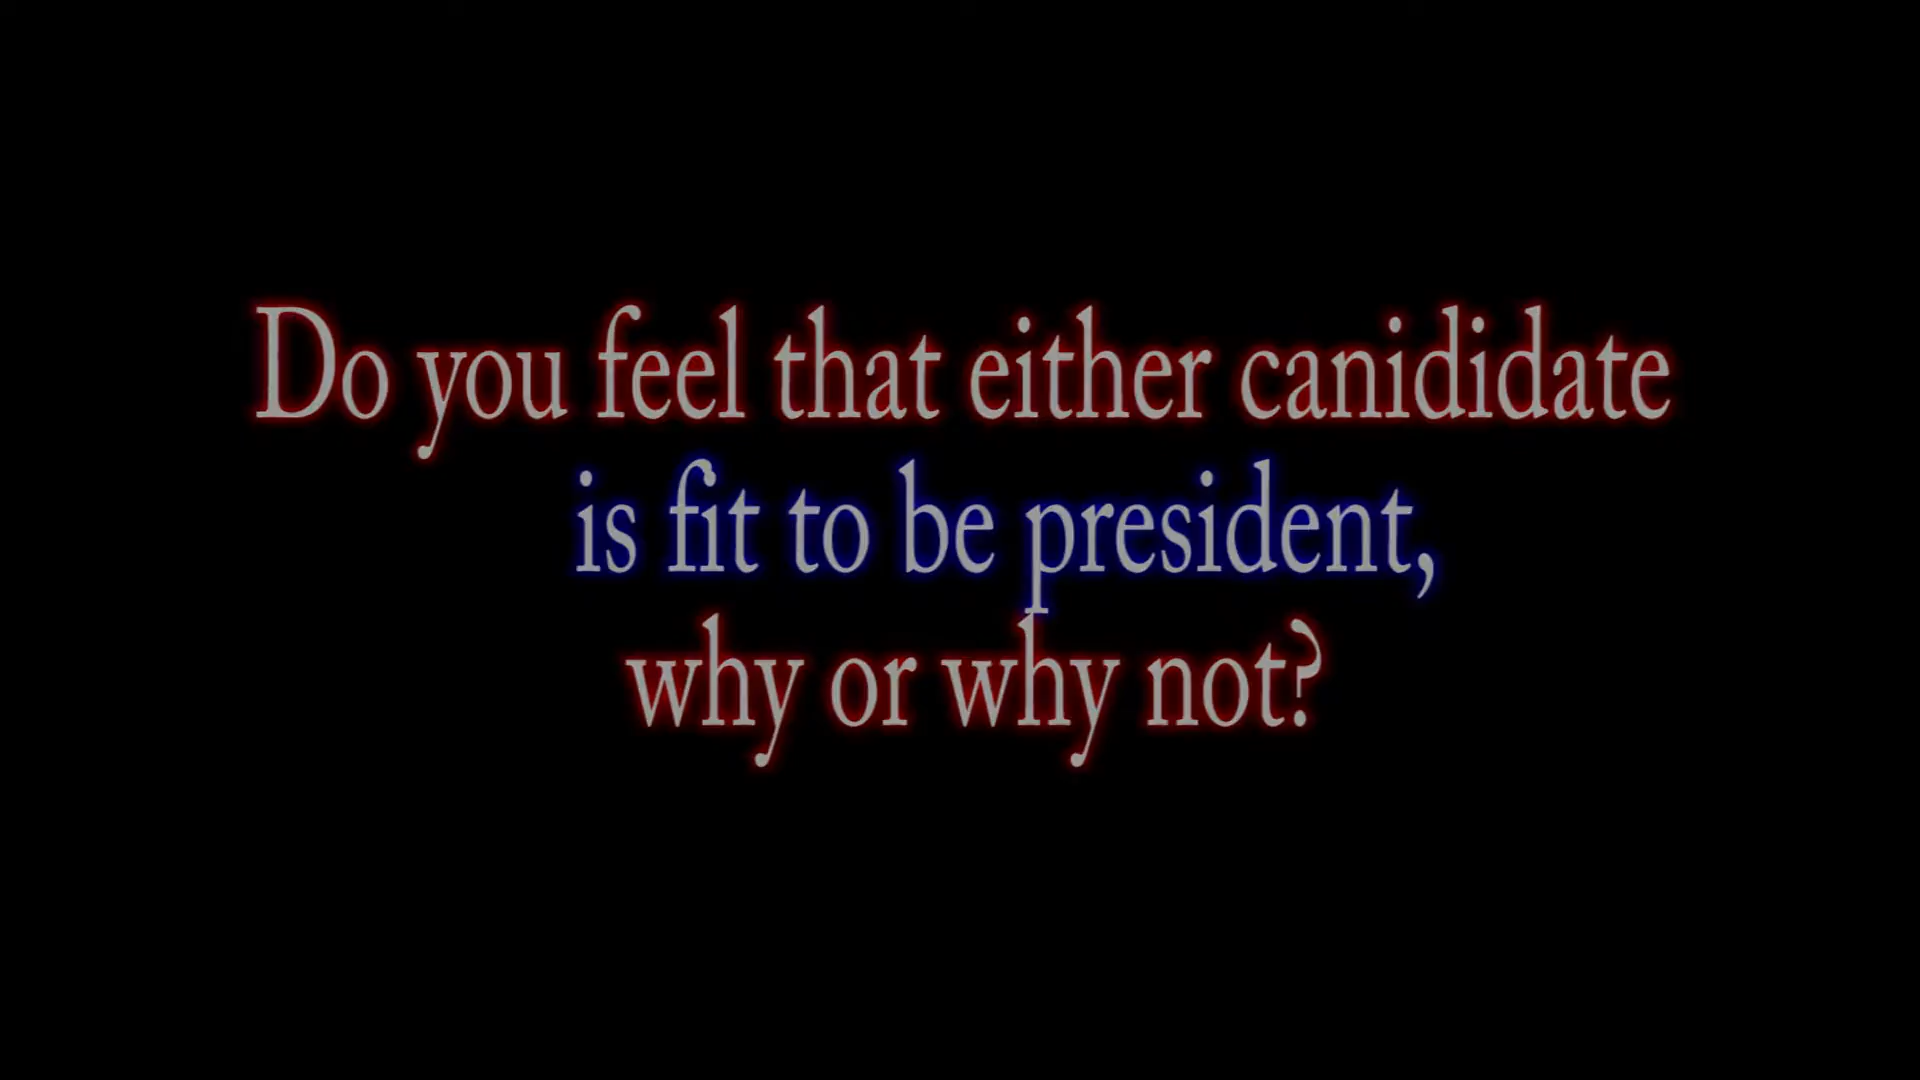 Do you feel that either canididate
is fit to be president,
why or why not?